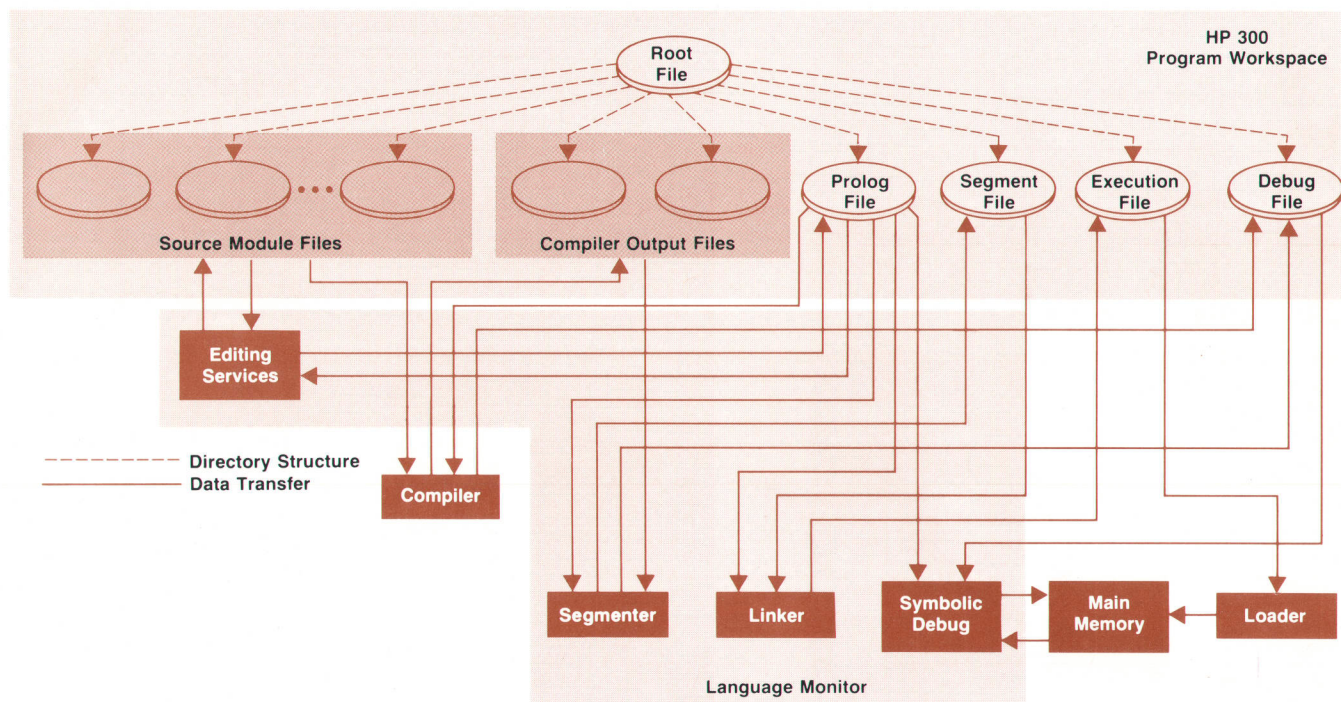 HP 300
Program Workspace
Root
File
Prolog
File
Segment
File
Execution
File
Debug
File
Source Module Files
Compiler Output Files
Editing
Services
Directory Structure
Data Transfer
Compiler
Segmenter
Linker
Symbolic
Debug
Main
Memory
Loader
Language Monitor